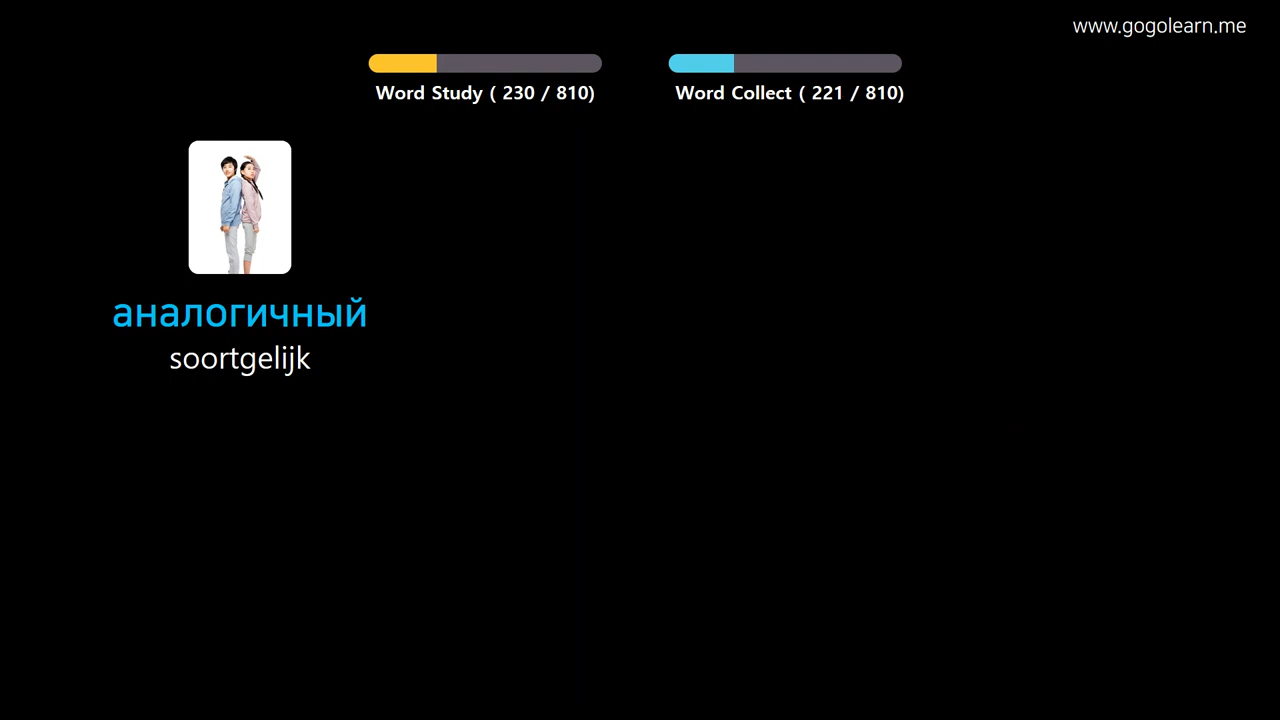 www.gogolearn.me
Word Study ( 230 / 810)
Word Collect ( 221 / 810)
аналогичный
soortgelijk